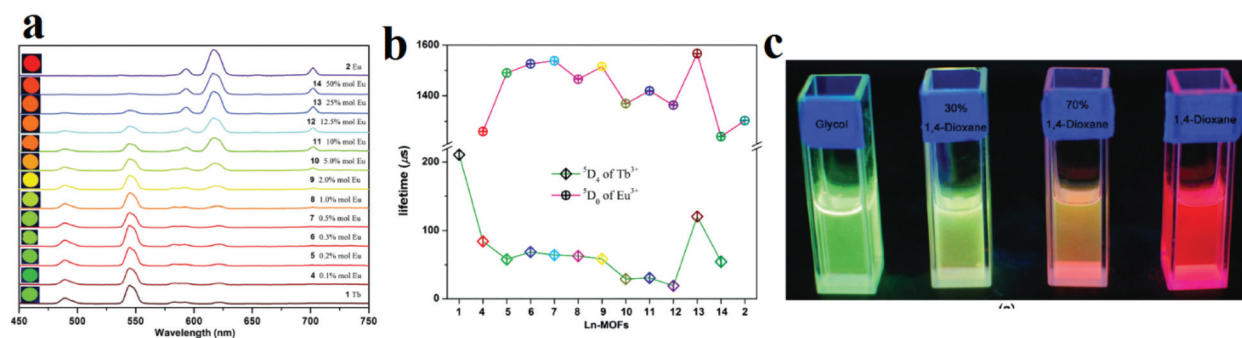 a
2 Eu
14 50% mol Eu
13 25% mol Eu
12 12.5% mol Eu
11 10% mol Eu
10 5.0% mol Eu
9 2.0% mol Eu
8 1.0% mol Eu
7 0.5% mol Eu
6 0.3% mol Eu
5 0.2% mol Eu
4 0.1% mol Eu
1 Tb
450 500 550 600 650 700 750
Wavelength (nm)
b
1600
1400
200
100
0
lifetime (μs)
⁵D₄ of Tb³⁺
⁵D₀ of Eu³⁺
1 4 5 6 7 8 9 10 11 12 13 14 2
Ln-MOFs
c
Glycol
30%
1,4-Dioxane
70%
1,4-Dioxane
1,4-Dioxane